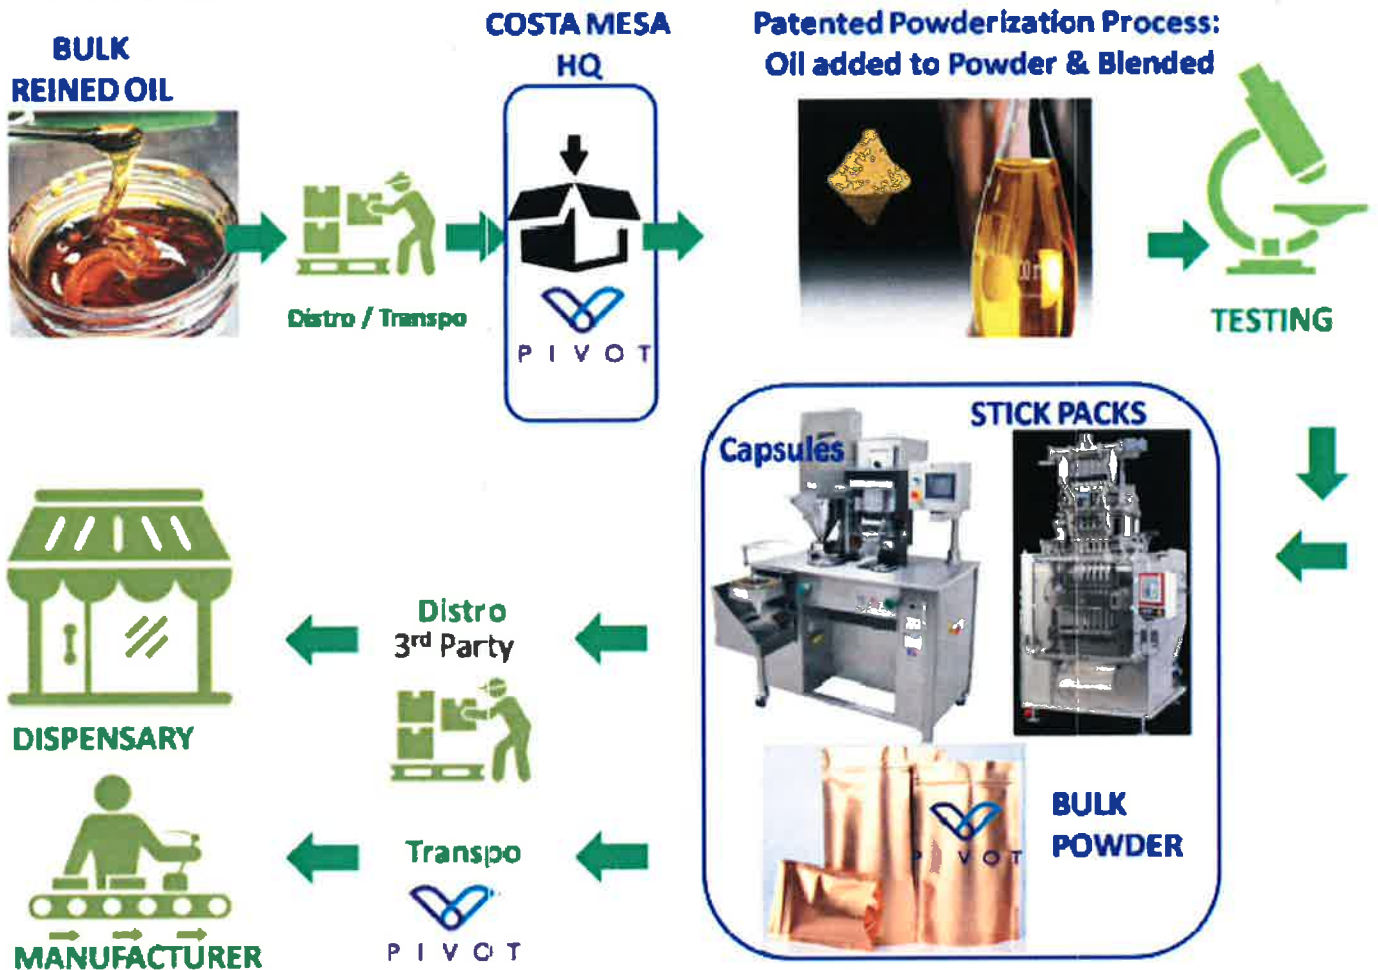 BULK
REINED OIL
COSTA MESA
HQ
Patented Powderization Process:
Oil added to Powder & Blended
Distro / Transpo
PIVOT
TESTING
Capsules
STICK PACKS
Distro
3rd Party
DISPENSARY
BULK
POWDER
PIVOT
Transpo
PIVOT
MANUFACTURER